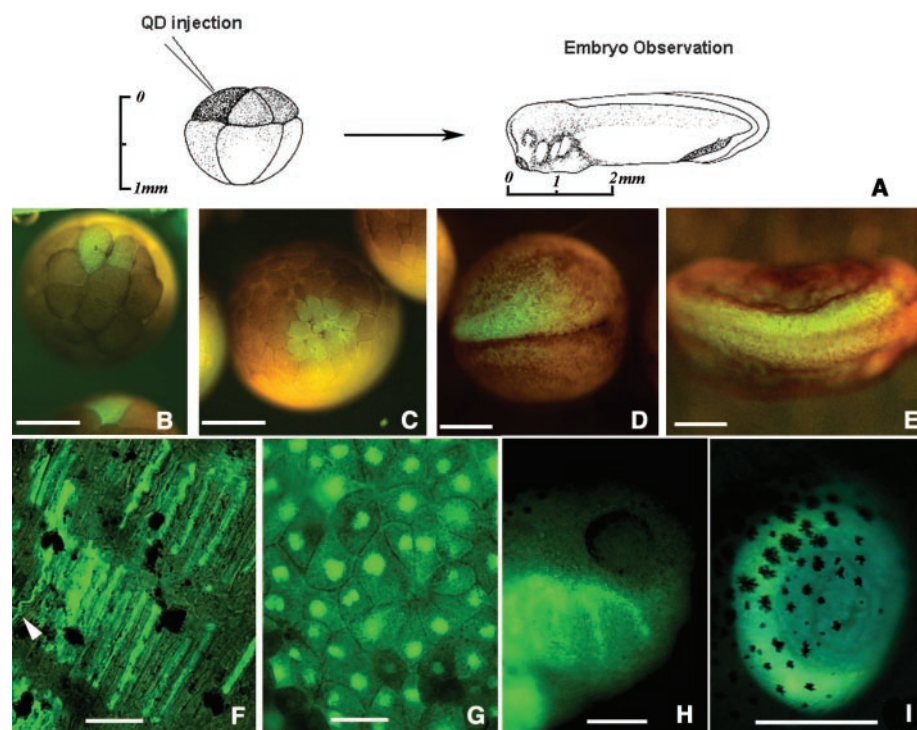 QD injection
Embryo Observation
0
1mm
0 1 2mm
A
B C D E
F G H I